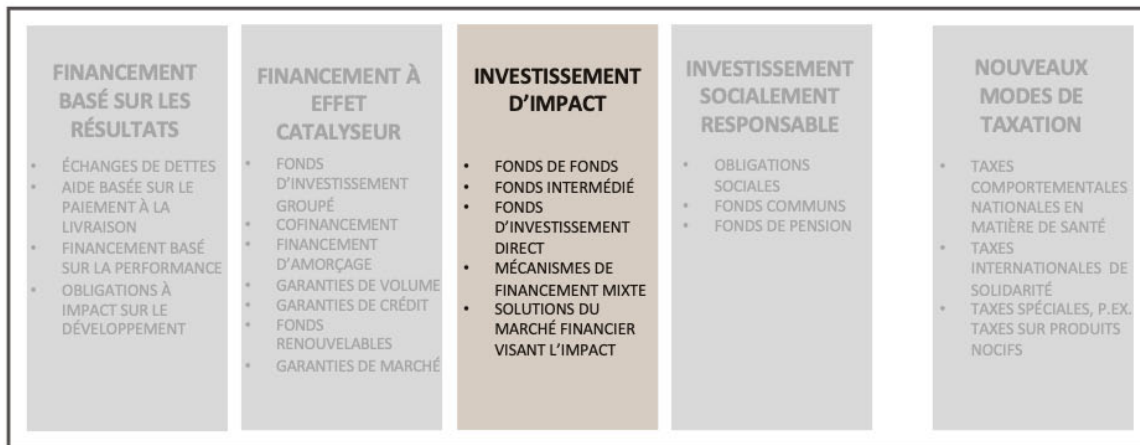 FINANCEMENT
BASÉ SUR LES
RÉSULTATS
• ÉCHANGES DE DETTES
• AIDE BASÉE SUR LE
PAIEMENT À LA
LIVRAISON
• FINANCEMENT BASÉ
SUR LA PERFORMANCE
• OBLIGATIONS À
IMPACT SUR LE
DÉVELOPPEMENT
FINANCEMENT À
EFFET
CATALYSEUR
• FONDS
D’INVESTISSEMENT
GROUPÉ
• COFINANCEMENT
• FINANCEMENT
D’AMORÇAGE
• GARANTIES DE VOLUME
• GARANTIES DE CRÉDIT
• FONDS
RENOUVELABLES
• GARANTIES DE MARCHÉ
INVESTISSEMENT
D’IMPACT
• FONDS DE FONDS
• FONDS INTERMÉDIÉ
• FONDS
D’INVESTISSEMENT
DIRECT
• MÉCANISMES DE
FINANCEMENT MIXTE
• SOLUTIONS DU
MARCHÉ FINANCIER
VISANT L’IMPACT
INVESTISSEMENT
SOCIALEMENT
RESPONSABLE
• OBLIGATIONS
SOCIALES
• FONDS COMMUNS
• FONDS DE PENSION
NOUVEAUX
MODES DE
TAXATION
• TAXES
COMPORTEMENTALES
NATIONALES EN
MATIÈRE DE SANTÉ
• TAXES
INTERNATIONALES DE
SOLIDARITÉ
• TAXES SPÉCIALES, P.EX.
TAXES SUR PRODUITS
NOCIFS